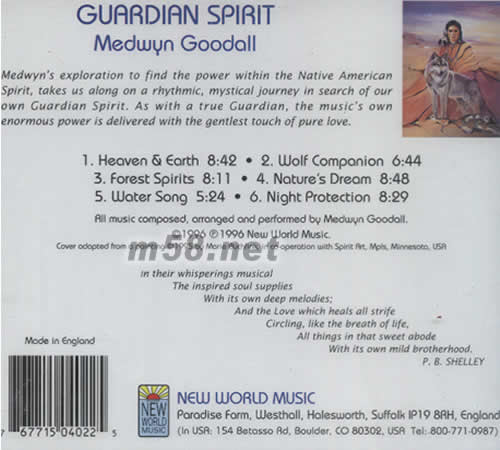 GUARDIAN SPIRIT
Medwyn Goodall
Medwyn's exploration to find the power within the Native American
Spirit, takes us along on a rhythmic, mystical journey in search of our
own Guardian Spirit. As with a true Guardian, the music's own
enormous power is delivered with the gentlest touch of pure love.
1. Heaven & Earth 8:42 • 2. Wolf Companion 6:44
3. Forest Spirits 8:11 • 4. Nature's Dream 8:48
5. Water Song 5:24 • 6. Night Protection 8:29
All music composed, arranged and performed by Medwyn Goodall.
©1996 ℗ 1996 New World Music.
Cover adapted from a painting © by Marie in co-operation with Spirit Art, Mpls, Minnesota, USA
m58.net
In their whisperings musical
The inspired soul supplies
With its own deep melodies;
And the Love which heals all strife
Circling, like the breath of life,
All things in that sweet abode
With its own mild brotherhood.
P. B. SHELLEY
Made in England
7 67715 04022 5
NEW WORLD MUSIC
NEW WORLD MUSIC
Paradise Farm, Westhall, Halesworth, Suffolk IP19 8RH, England
(In USA: 154 Betasso Ad, Boulder, CO 80302, USA Tel: 800-771-0987)